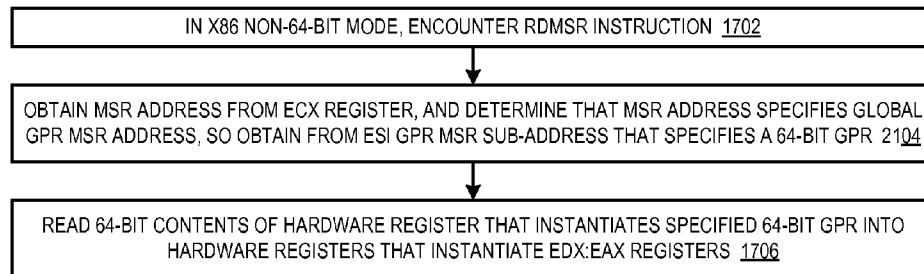 IN X86 NON-64-BIT MODE, ENCOUNTER RDMSR INSTRUCTION 1702
OBTAIN MSR ADDRESS FROM ECX REGISTER, AND DETERMINE THAT MSR ADDRESS SPECIFIES GLOBAL
GPR MSR ADDRESS, SO OBTAIN FROM ESI GPR MSR SUB-ADDRESS THAT SPECIFIES A 64-BIT GPR 2104
READ 64-BIT CONTENTS OF HARDWARE REGISTER THAT INSTANTIATES SPECIFIED 64-BIT GPR INTO
HARDWARE REGISTERS THAT INSTANTIATE EDX:EAX REGISTERS 1706